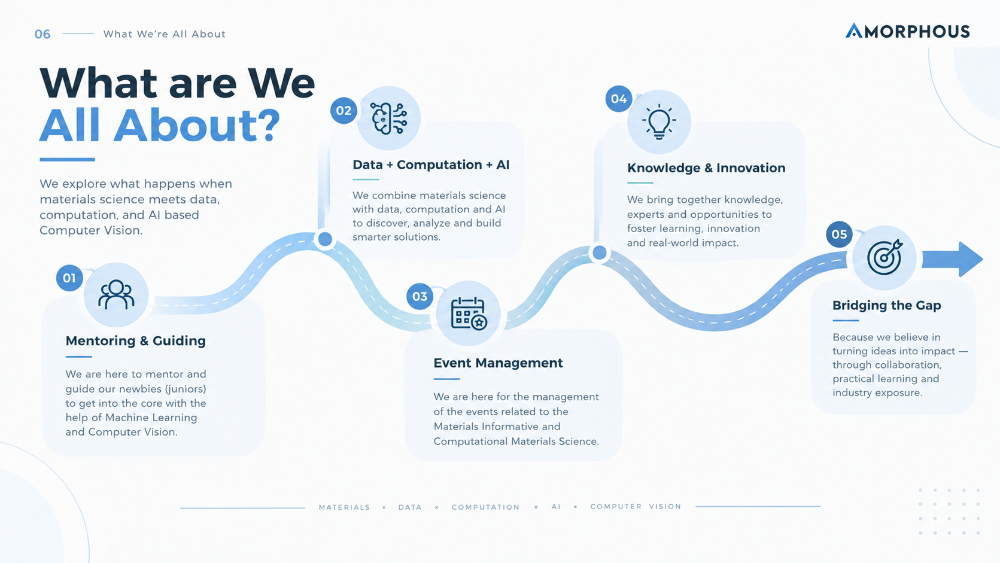 06 What We're All About
AMORPHOUS
What are We
All About?
We explore what happens when
materials science meets data,
computation, and AI based
Computer Vision.
01
Mentoring & Guiding
We are here to mentor and
guide our newbies (juniors)
to get into the core with the
help of Machine Learning
and Computer Vision.
02
Data + Computation + AI
We combine materials science
with data, computation and AI
to discover, analyze and build
smarter solutions.
03
Event Management
We are here for the management
of the events related to the
Materials Informative and
Computational Materials Science.
04
Knowledge & Innovation
We bring together knowledge,
experts and opportunities to
foster learning, innovation
and real-world impact.
05
Bridging the Gap
Because we believe in
turning ideas into impact —
through collaboration,
practical learning and
industry exposure.
MATERIALS × DATA × COMPUTATION × AI × COMPUTER VISION